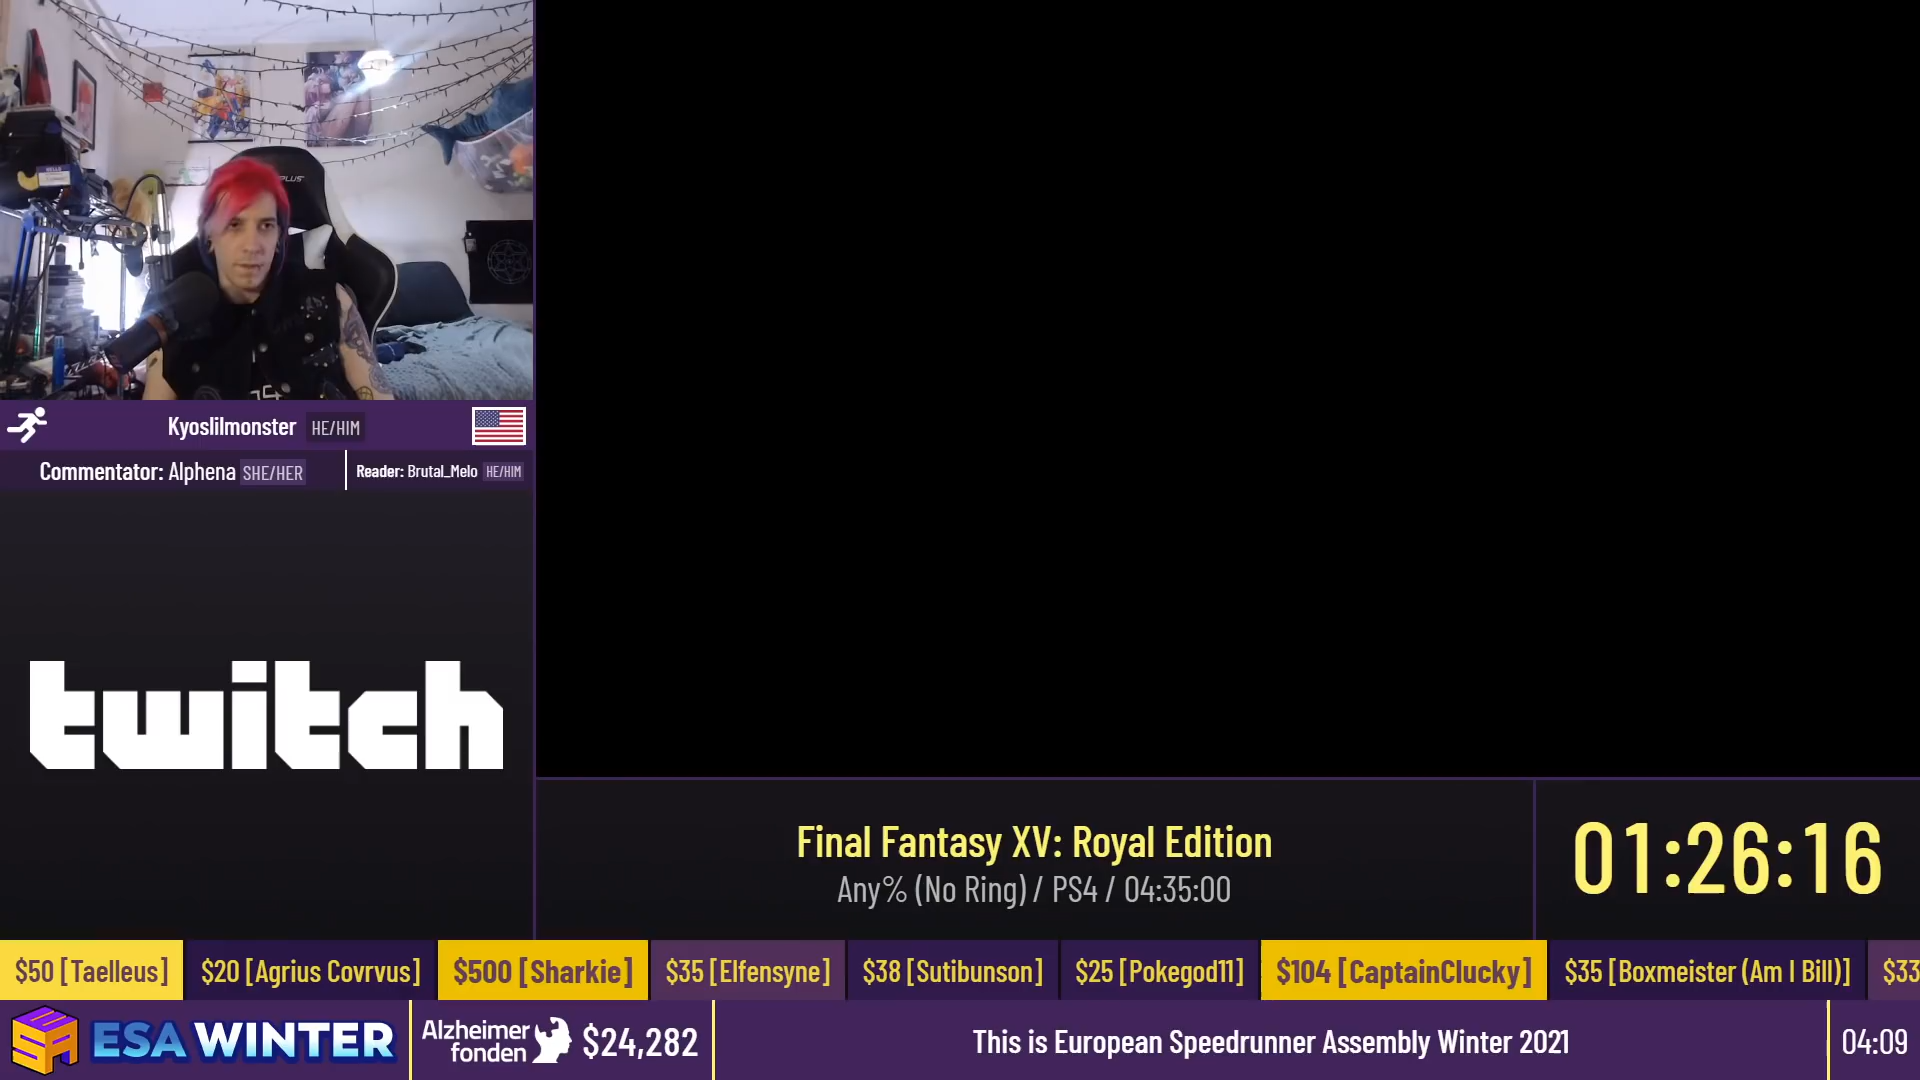 Kyoslilmonster HE/HIM
Commentator: Alphena SHE/HER
Reader: Brutal_Melo HE/HIM
twitch
Final Fantasy XV: Royal Edition
Any% (No Ring) / PS4 / 04:35:00
01:26:16
$50 [Taelleus]
$20 [Agrius Covrvus]
$500 [Sharkie]
$35 [Elfensyne]
$38 [Sutibunson]
$25 [Pokegod11]
$104 [CaptainClucky]
$35 [Boxmeister (Am I Bill)]
$33
ESA WINTER
Alzheimer
fonden
$24,282
This is European Speedrunner Assembly Winter 2021
04:09